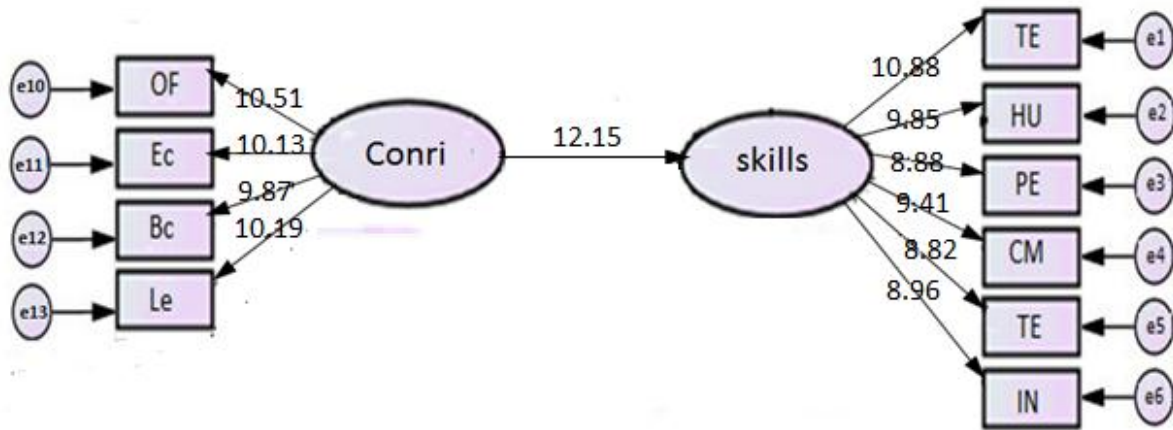 e10
OF
10.51
e11
Ec
10.13
e12
Bc
9.87
e13
Le
10.19
Conri
12.15
skills
10.88
TE
e1
9.85
HU
e2
8.88
PE
e3
9.41
CM
e4
8.82
TE
e5
8.96
IN
e6